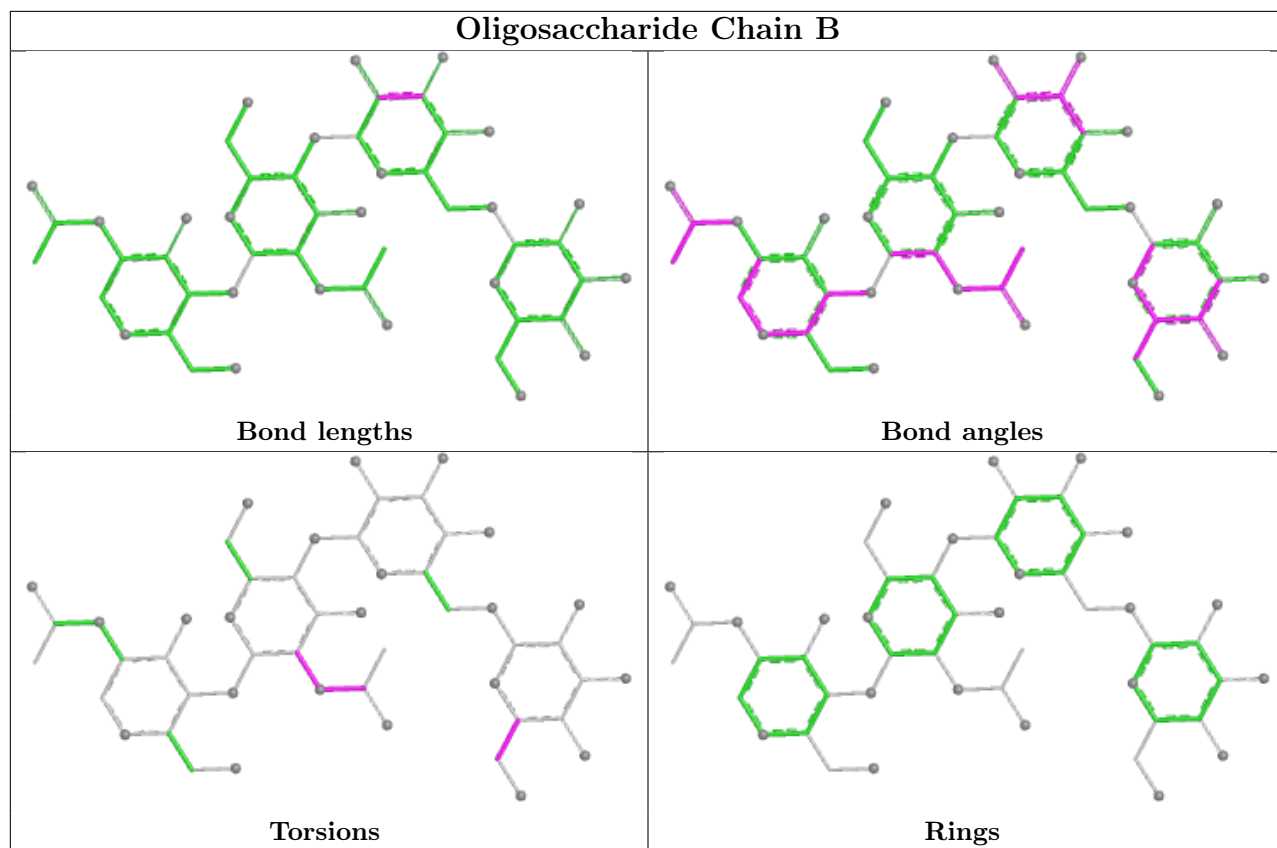 Oligosaccharide Chain B
Bond lengths
Bond angles
Torsions
Rings